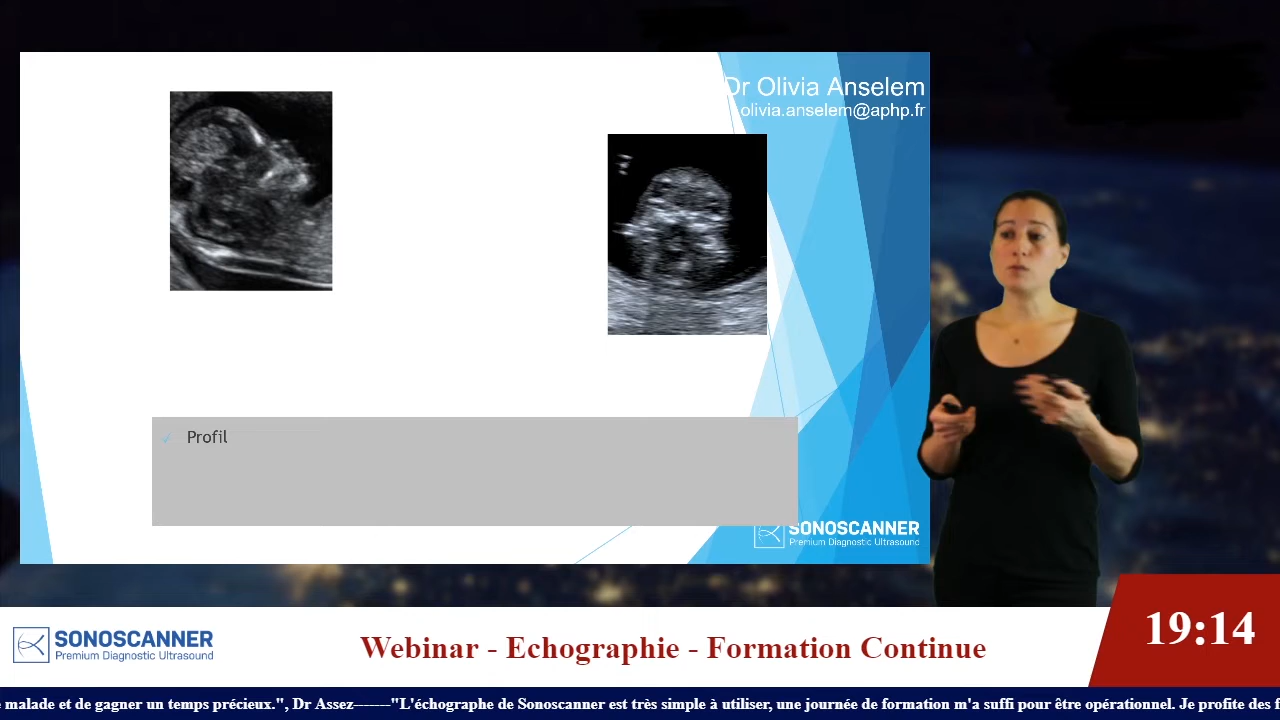 Dr Olivia Anselem
olivia.anselem@aphp.fr
✓ Profil
SONOSCANNER
Premium Diagnostic Ultrasound
SONOSCANNER
Premium Diagnostic Ultrasound
Webinar - Echographie - Formation Continue
19:14
malade et de gagner un temps précieux.", Dr Assez-------"L'échographe de Sonoscanner est très simple à utiliser, une journée de formation m'a suffi pour être opérationnel. Je profite des